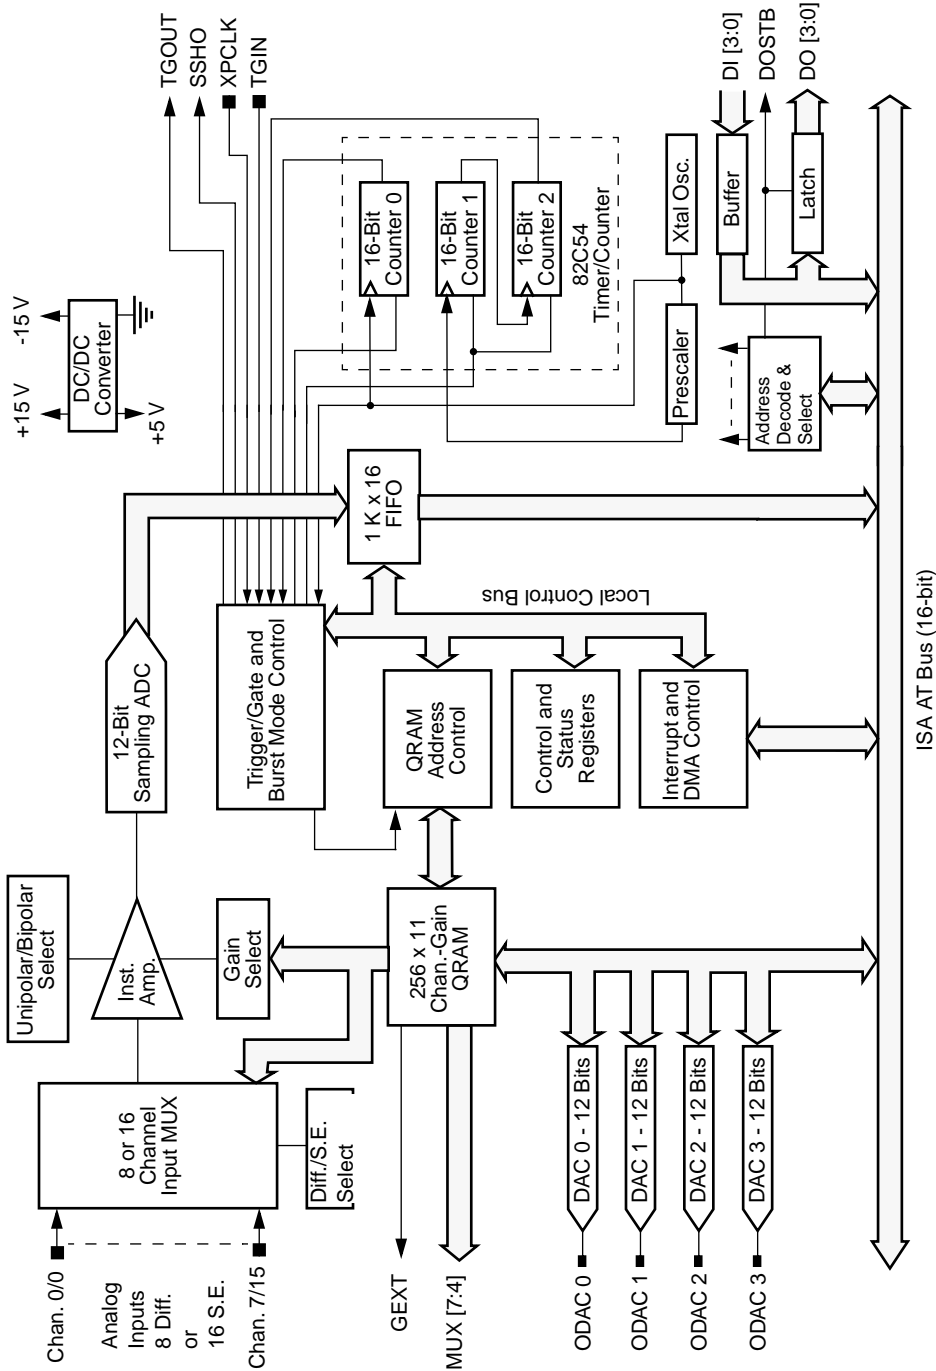 Chan. 0/0
Analog
Inputs
8 Diff.
or
16 S.E.
Chan. 7/15
8 or 16
Channel
Input MUX
Diff./S.E.
Select
Unipolar/Bipolar
Select
Inst.
Amp.
Gain
Select
12-Bit
Sampling ADC
+15 V
-15 V
DC/DC
Converter
+5 V
TGOUT
SSHO
XPCLK
TGIN
Trigger/Gate and
Burst Mode Control
16-Bit
Counter 0
16-Bit
Counter 1
16-Bit
Counter 2
82C54
Timer/Counter
GEXT
MUX [7:4]
256 x 11
Chan.-Gain
QRAM
QRAM
Address
Control
1 K x 16
FIFO
Local Control Bus
Control and
Status
Registers
Interrupt and
DMA Control
Prescaler
Xtal Osc.
Address
Decode &
Select
Buffer
Latch
DI [3:0]
DOSTB
DO [3:0]
ODAC 0
DAC 0 - 12 Bits
ODAC 1
DAC 1 - 12 Bits
ODAC 2
DAC 2 - 12 Bits
ODAC 3
DAC 3 - 12 Bits
ISA AT Bus (16-bit)